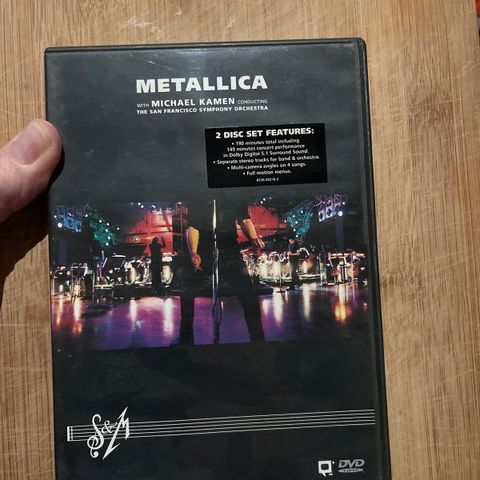 METALLICA
WITH MICHAEL KAMEN CONDUCTING
THE SAN FRANCISCO SYMPHONY ORCHESTRA
2 DISC SET FEATURES:
• 190 minutes total including
149 minutes concert performance
in Dolby Digital 5.1 Surround Sound.
• Separate stereo tracks for band & orchestra.
• Multi-camera angles on 4 songs.
• Full motion menus.
S&M
DVD
VIDEO